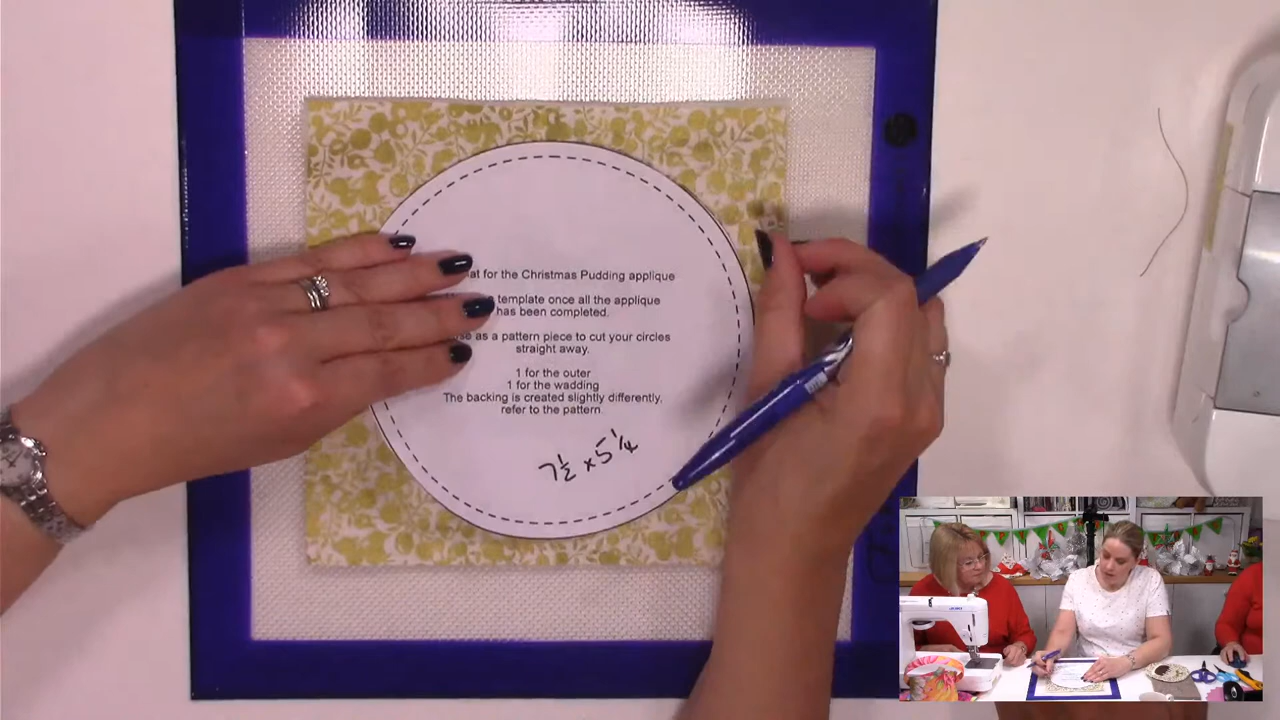 at for the Christmas Pudding applique
template once all the applique
has been completed.
as a pattern piece to cut your circles
straight away.
1 for the outer
1 for the wadding
The backing is created slightly differently,
refer to the pattern.
7½ x 5¼